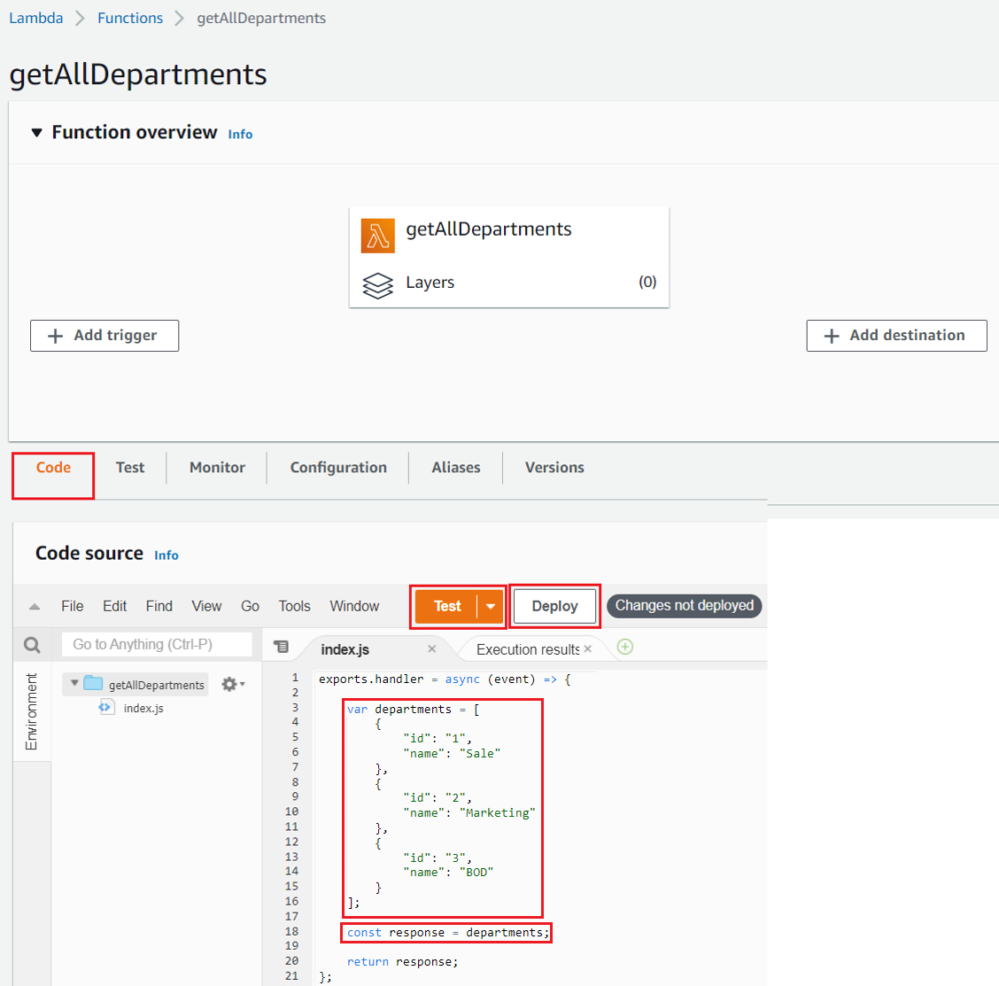 Lambda > Functions > getAllDepartments
getAllDepartments
Function overview Info
getAllDepartments
Layers (0)
+ Add trigger
+ Add destination
Code Test Monitor Configuration Aliases Versions
Code source Info
File Edit Find View Go Tools Window Test Deploy Changes not deployed
Go to Anything (Ctrl-P)
index.js × Execution results ×
Environment
getAllDepartments
index.js
1 exports.handler = async (event) => {
2
3 var departments = [
4 {
5 "id": "1",
6 "name": "Sale"
7 },
8 {
9 "id": "2",
10 "name": "Marketing"
11 },
12 {
13 "id": "3",
14 "name": "BOD"
15 }
16 ];
17
18 const response = departments;
19
20 return response;
21 };